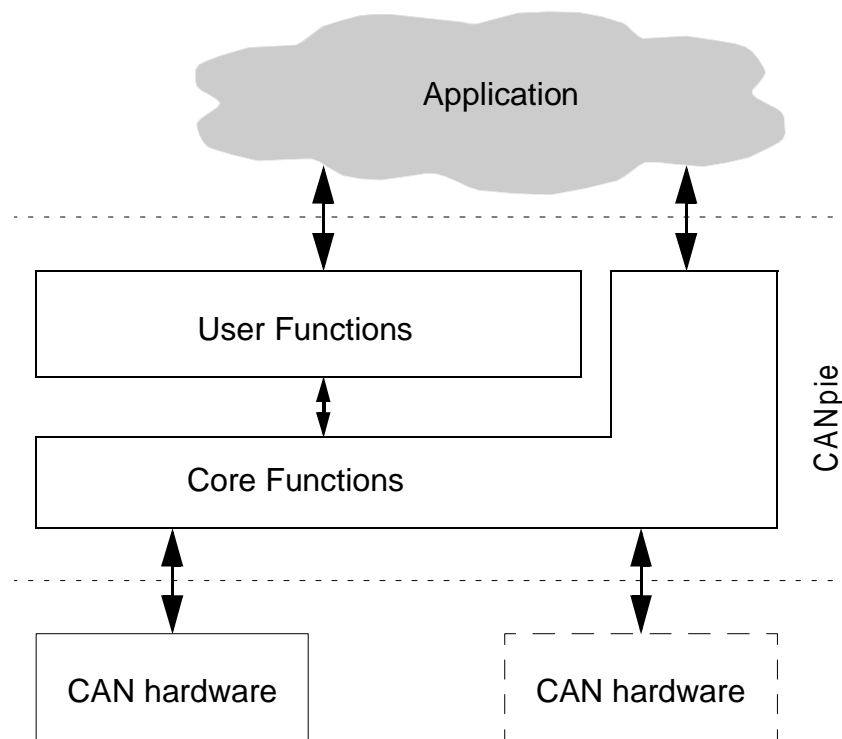 Application
User Functions
CANpie
Core Functions
CAN hardware
CAN hardware